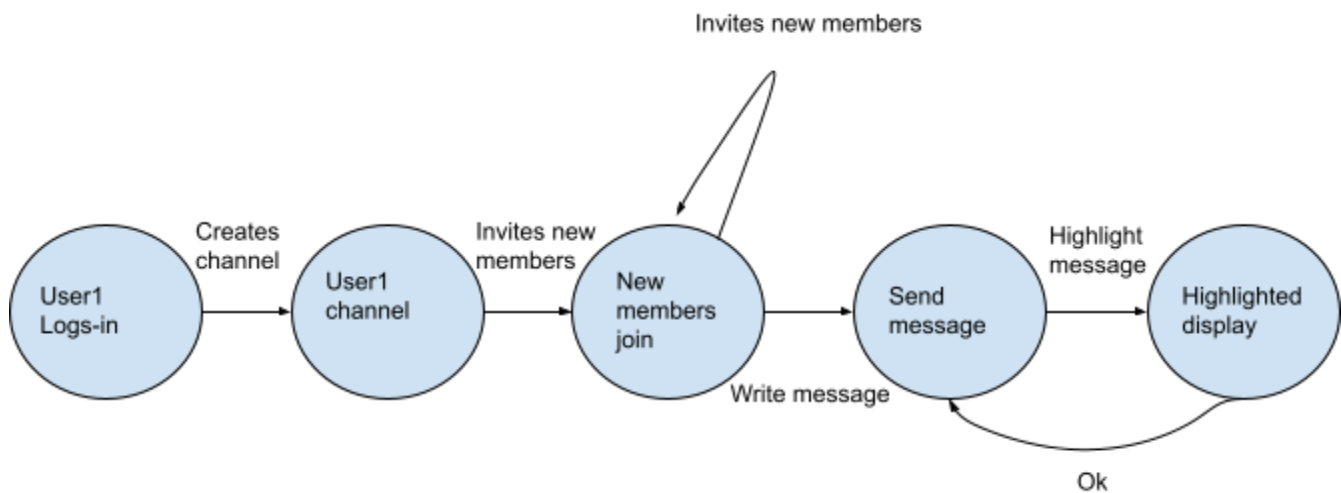 Invites new members
Creates
channel
Invites new
members
Highlight
message
User1
Logs-in
User1
channel
New
members
join
Send
message
Highlighted
display
Write message
Ok